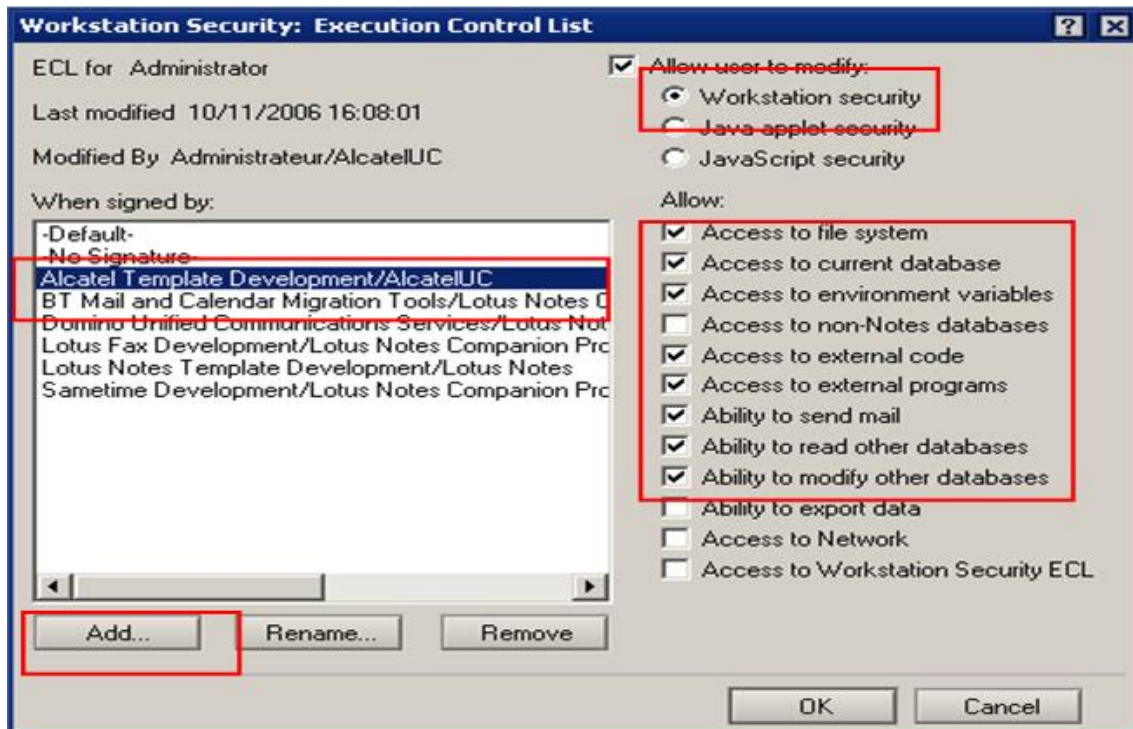 Workstation Security: Execution Control List
ECL for Administrator
Last modified 10/11/2006 16:08:01
Modified By Administrateur/AlcatelUC
When signed by:
-Default-
-No Signature-
Alcatel Template Development/AlcatelUC
BT Mail and Calendar Migration Tools/Lotus Notes C
Domino Unified Communications Services/Lotus Not
Lotus Fax Development/Lotus Notes Companion Pro
Lotus Notes Template Development/Lotus Notes
Sametime Development/Lotus Notes Companion Pro
Add...
Rename...
Remove
Allow user to modify:
Workstation security
Java applet security
JavaScript security
Allow:
Access to file system
Access to current database
Access to environment variables
Access to non-Notes databases
Access to external code
Access to external programs
Ability to send mail
Ability to read other databases
Ability to modify other databases
Ability to export data
Access to Network
Access to Workstation Security ECL
OK
Cancel